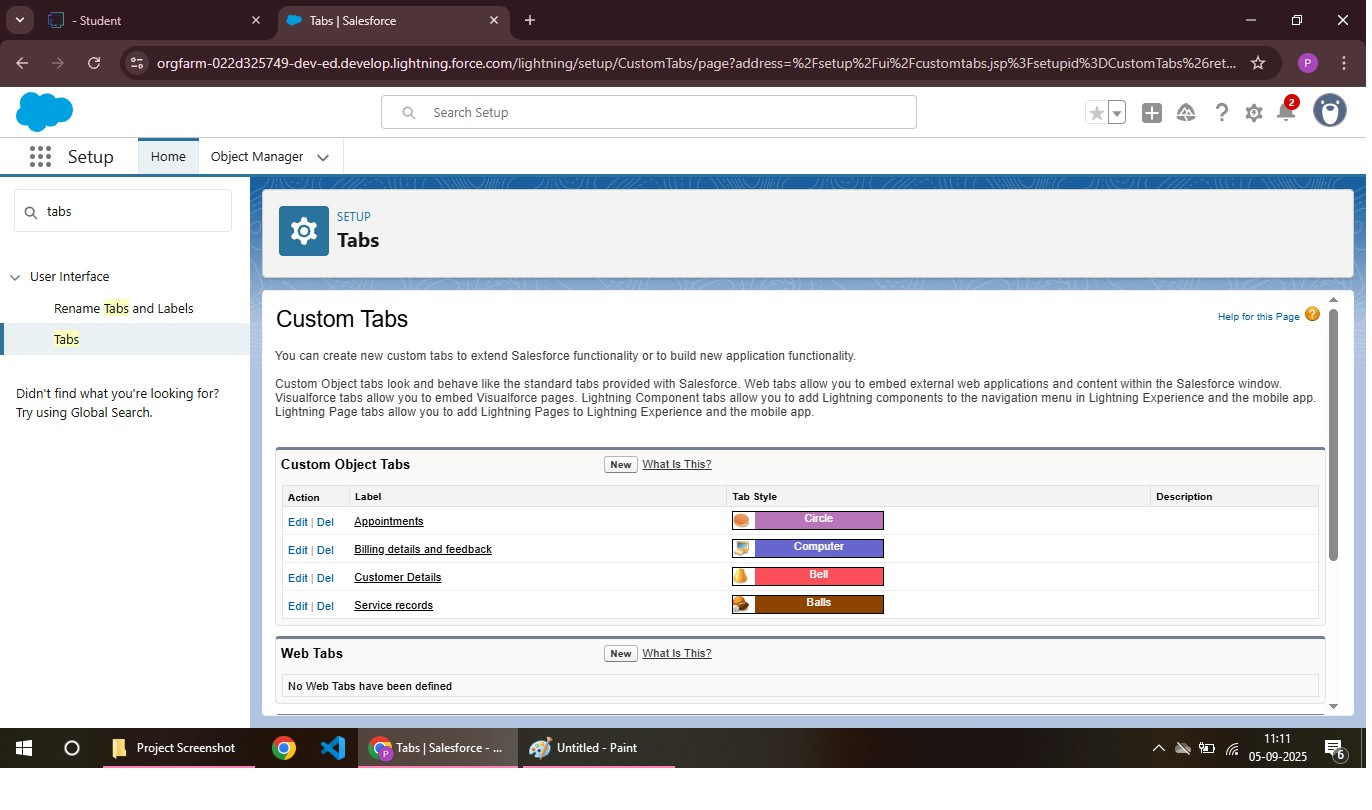 - Student
Tabs | Salesforce
orgfarm-022d325749-dev-ed.develop.lightning.force.com/lightning/setup/CustomTabs/page?address=%2Fsetup%2Fui%2Fcustomtabs.jsp%3Fsetupid%3DCustomTabs%26ret...
P
Search Setup
2
Setup
Home
Object Manager
tabs
User Interface
Rename Tabs and Labels
Tabs
Didn't find what you're looking for?
Try using Global Search.
SETUP
Tabs
Custom Tabs
Help for this Page ?
You can create new custom tabs to extend Salesforce functionality or to build new application functionality.
Custom Object tabs look and behave like the standard tabs provided with Salesforce. Web tabs allow you to embed external web applications and content within the Salesforce window.
Visualforce tabs allow you to embed Visualforce pages. Lightning Component tabs allow you to add Lightning components to the navigation menu in Lightning Experience and the mobile app.
Lightning Page tabs allow you to add Lightning Pages to Lightning Experience and the mobile app.
Custom Object Tabs New What Is This?
Action Label Tab Style Description
Edit | Del Appointments Circle
Edit | Del Billing details and feedback Computer
Edit | Del Customer Details Bell
Edit | Del Service records Balls
Web Tabs New What Is This?
No Web Tabs have been defined
Project Screenshot
P
Tabs | Salesforce - ...
Untitled - Paint
11:11
05-09-2025
6